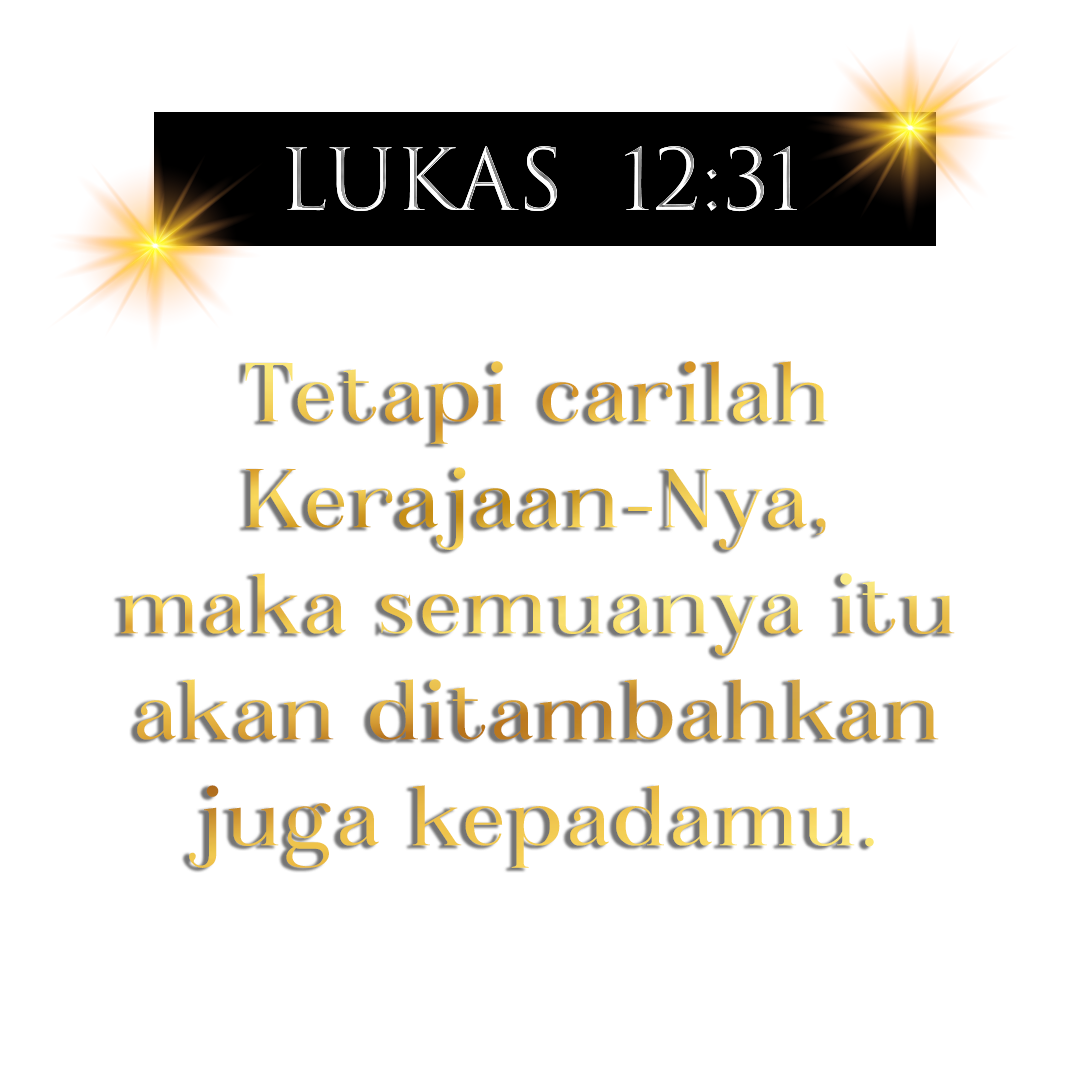 LUKAS 12:31
Tetapi carilah
Kerajaan-Nya,
maka semuanya itu
akan ditambahkan
juga kepadamu.